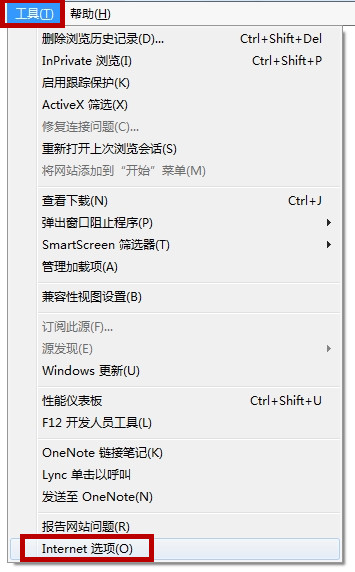 工具(T) 帮助(H)
删除浏览历史记录(D)... Ctrl+Shift+Del
InPrivate 浏览(I) Ctrl+Shift+P
启用跟踪保护(K)
ActiveX 筛选(X)
修复连接问题(C)...
重新打开上次浏览会话(S)
将网站添加到“开始”菜单(M)
查看下载(N) Ctrl+J
弹出窗口阻止程序(P)
SmartScreen 筛选器(T)
管理加载项(A)
兼容性视图设置(B)
订阅此源(F)...
源发现(E)
Windows 更新(U)
性能仪表板 Ctrl+Shift+U
F12 开发人员工具(L)
OneNote 链接笔记(K)
Lync 单击以呼叫
发送至 OneNote(N)
报告网站问题(R)
Internet 选项(O)